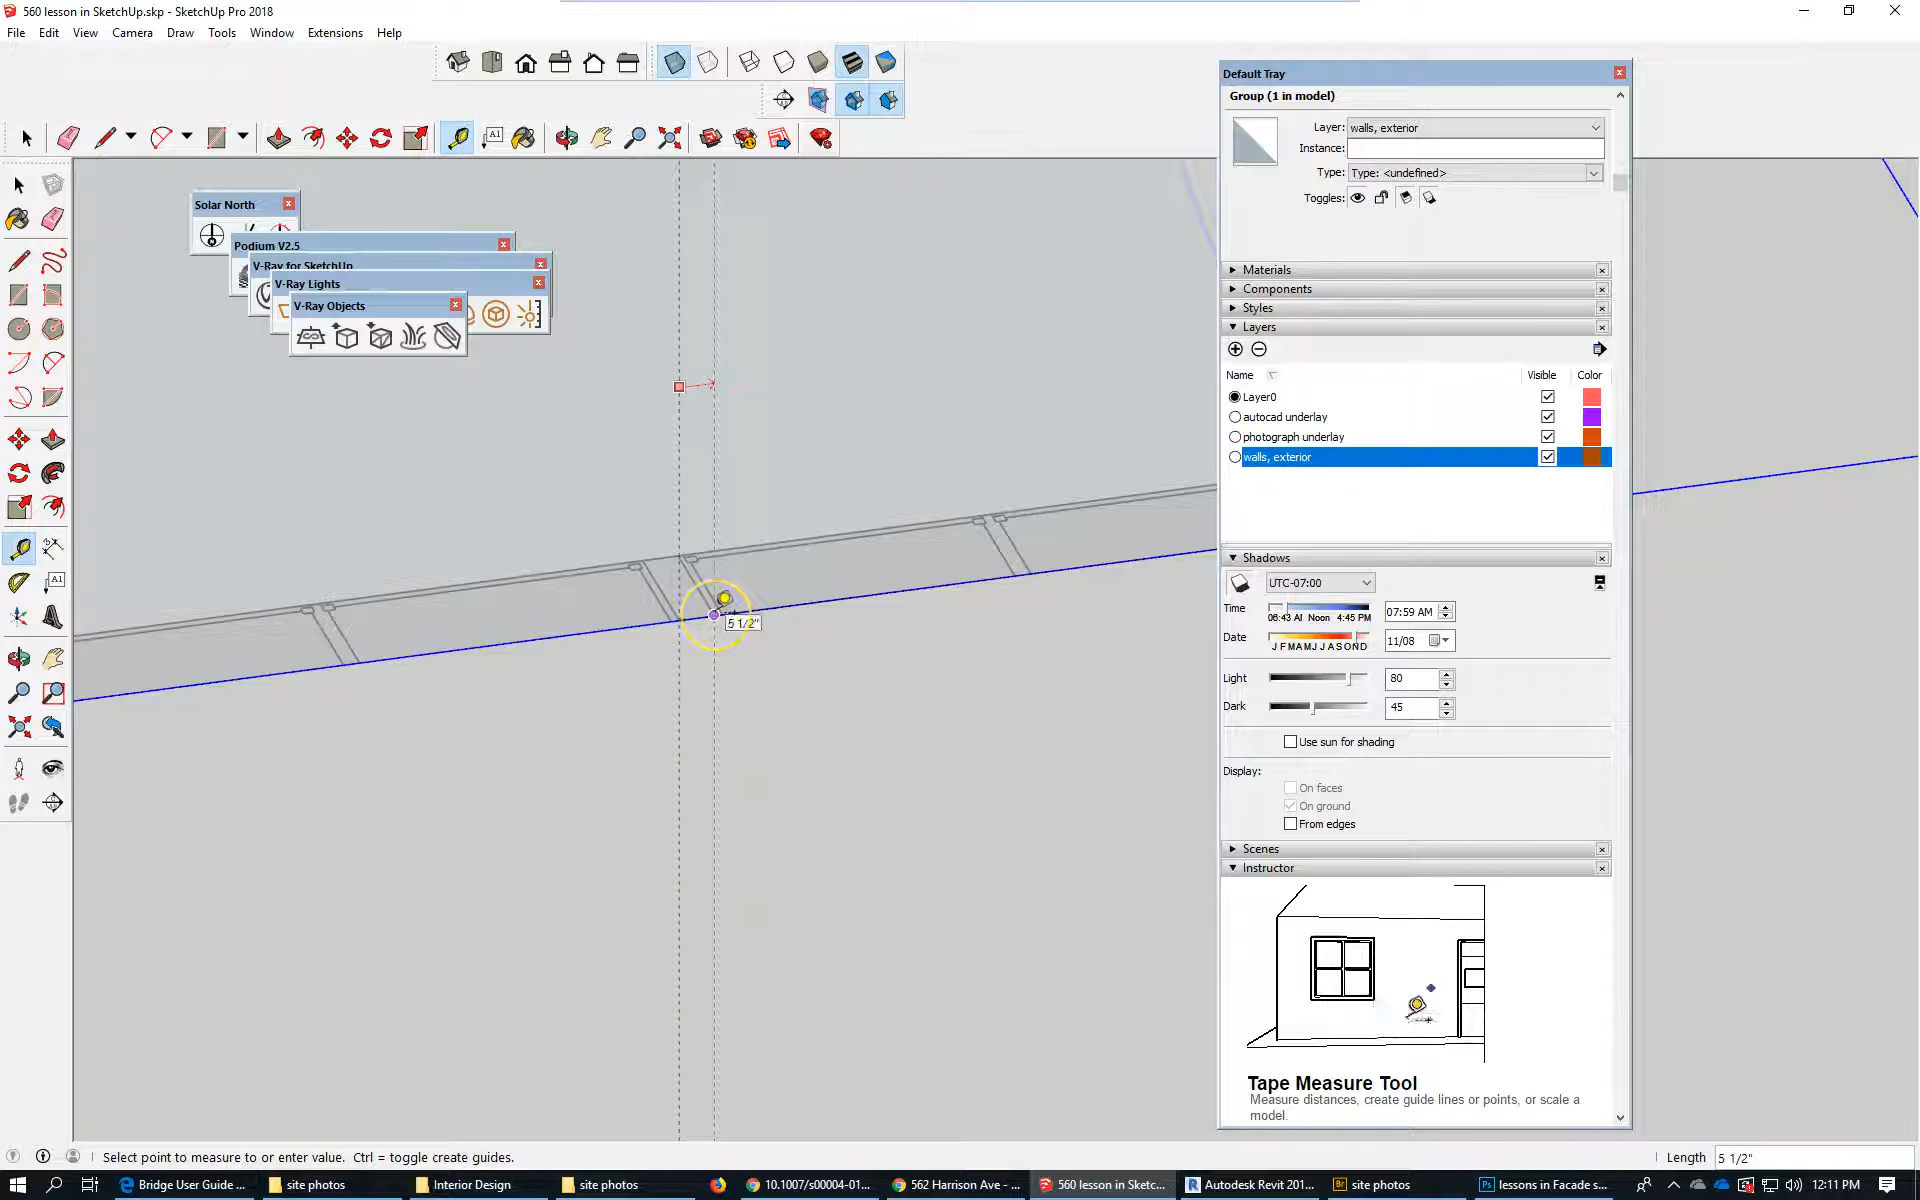 560 lesson in SketchUp.skp - SketchUp Pro 2018
File Edit View Camera Draw Tools Window Extensions Help
A1
Solar North
Podium V2.5
V-Ray for SketchUp
V-Ray Lights
V-Ray Objects
5 1/2"
A1
Default Tray
Group (1 in model)
Layer: walls, exterior
Instance:
Type: Type: <undefined>
Toggles:
Materials
Components
Styles
Layers
Name Visible Color
Layer0
autocad underlay
photograph underlay
walls, exterior
Shadows
UTC-07:00
Time 07:59 AM
06:43 AI Noon 4:45 PM
Date 11/08
J F M A M J J A S O N D
Light 80
Dark 45
Use sun for shading
Display:
On faces
On ground
From edges
Scenes
Instructor
Tape Measure Tool
Measure distances, create guide lines or points, or scale a
model.
Select point to measure to or enter value. Ctrl = toggle create guides.
Length 5 1/2"
Bridge User Guide ... site photos Interior Design site photos 10.1007/s00004-01... 562 Harrison Ave - ... 560 lesson in Sketc... Autodesk Revit 201... Br site photos Ps lessons in Facade s... 12:11 PM